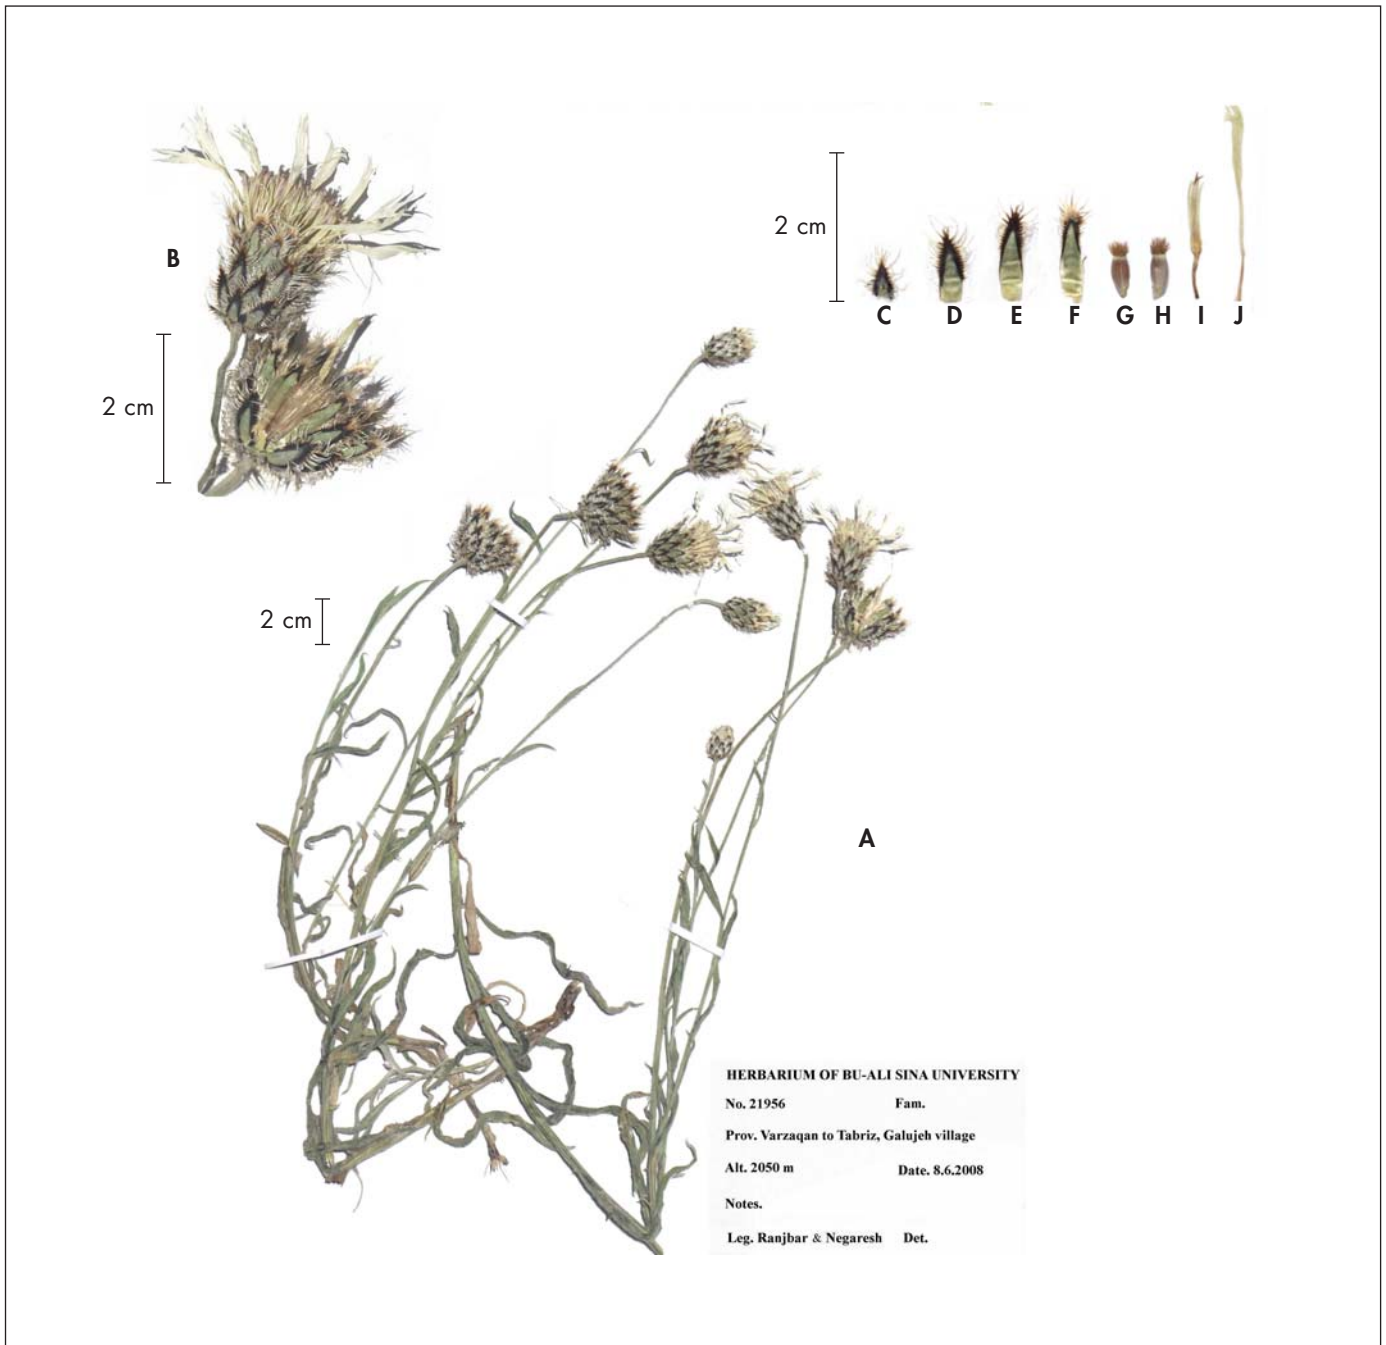 B
2 cm
2 cm
C D E F G H I J
2 cm
A
HERBARIUM OF BU-ALI SINA UNIVERSITY
No. 21956 Fam.
Prov. Varzaqan to Tabriz, Galujeh village
Alt. 2050 m Date. 8.6.2008
Notes.
Leg. Ranjbar & Negaresh Det.